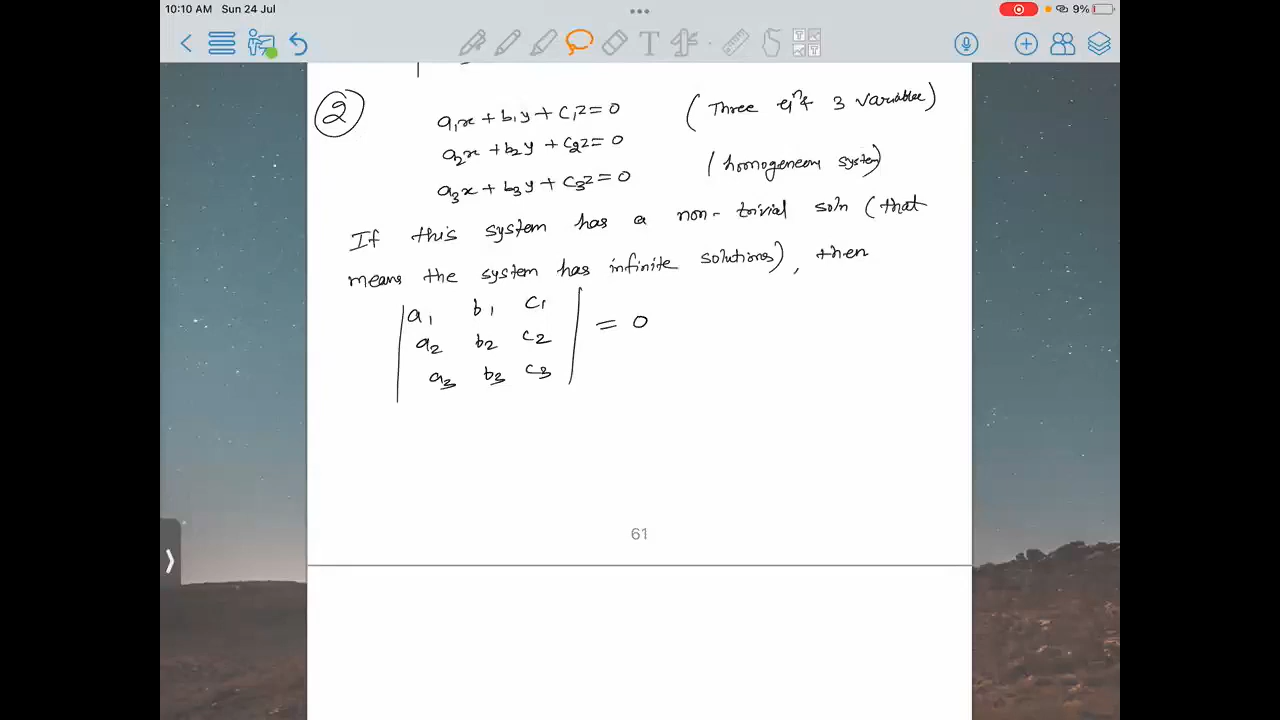 10:10 AM Sun 24 Jul
9%
2
a₁x + b₁y + c₁z = 0 (Three eqⁿ & 3 variables)
a₂x + b₂y + c₂z = 0 (homogeneous system)
a₃x + b₃y + c₃z = 0
If this system has a non-trivial soln (that
means the system has infinite solutions), then
| a₁ b₁ c₁ |
| a₂ b₂ c₂ | = 0
| a₃ b₃ c₃ |
61